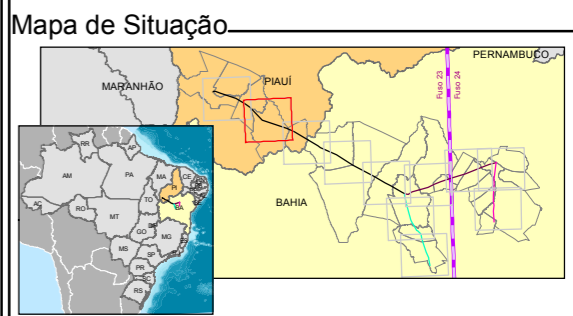 Mapa de Situação
PERNAMBUCO
MARANHÃO
PIAUÍ
Fuso 23
Fuso 24
BAHIA
RR
AP
AM
PA
MA
CE
PI
AC
RO
TO
BA
MT
GO
MG
MS
SP
PR
SC
RS